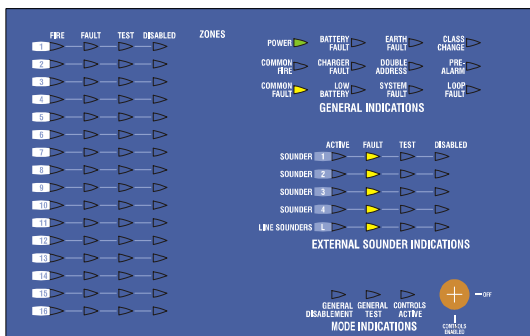 FIRE FAULT TEST DISABLED ZONES
1
2
3
4
5
6
7
8
9
10
11
12
13
14
15
16
POWER BATTERY FAULT EARTH FAULT CLASS CHANGE
COMMON FIRE CHARGER FAULT DOUBLE ADDRESS PRE-ALARM
COMMON FAULT LOW BATTERY SYSTEM FAULT LOOP FAULT
GENERAL INDICATIONS
ACTIVE FAULT TEST DISABLED
SOUNDER 1
SOUNDER 2
SOUNDER 3
SOUNDER 4
LINE SOUNDERS L
EXTERNAL SOUNDER INDICATIONS
GENERAL DISABLEMENT GENERAL TEST CONTROLS ACTIVE
MODE INDICATIONS
OFF
CONTROLS ENABLED